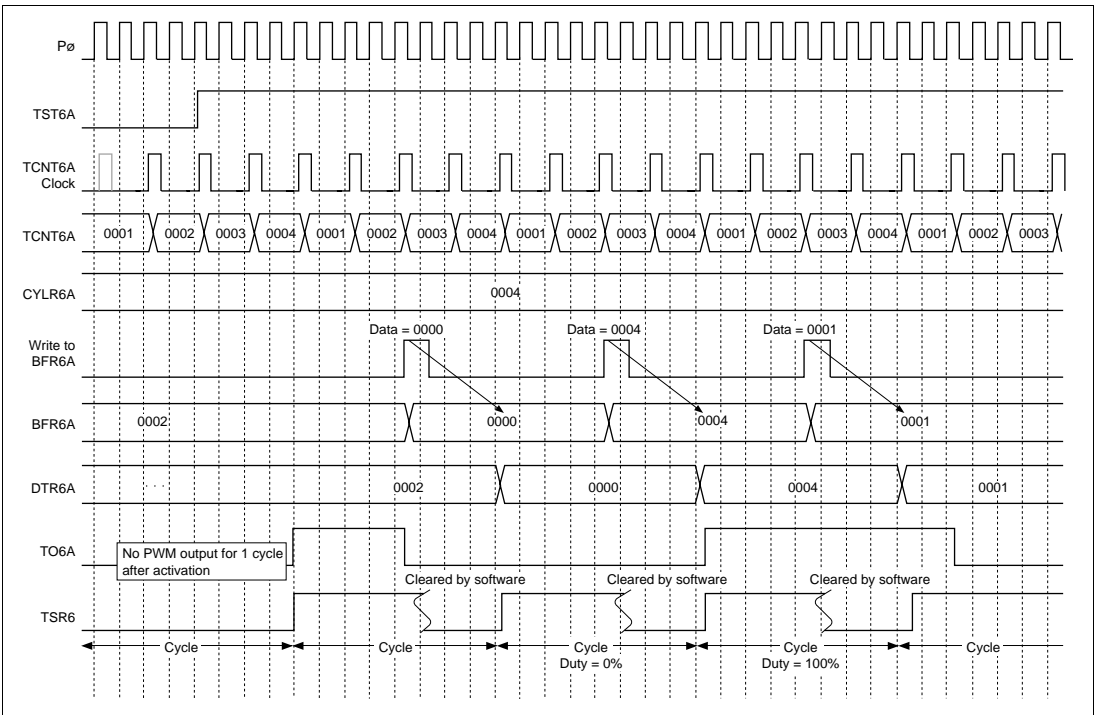 Pø
TST6A
TCNT6A
Clock
TCNT6A
0001 0002 0003 0004 0001 0002 0003 0004 0001 0002 0003 0004 0001 0002 0003 0004 0001 0002 0003
CYLR6A
0004
Data = 0000 Data = 0004 Data = 0001
Write to
BFR6A
BFR6A
0002 0000 0004 0001
DTR6A
· · · 0002 0000 0004 0001
TO6A
No PWM output for 1 cycle
after activation
Cleared by software Cleared by software Cleared by software
TSR6
Cycle Cycle Cycle Cycle Cycle
Duty = 0% Duty = 100%